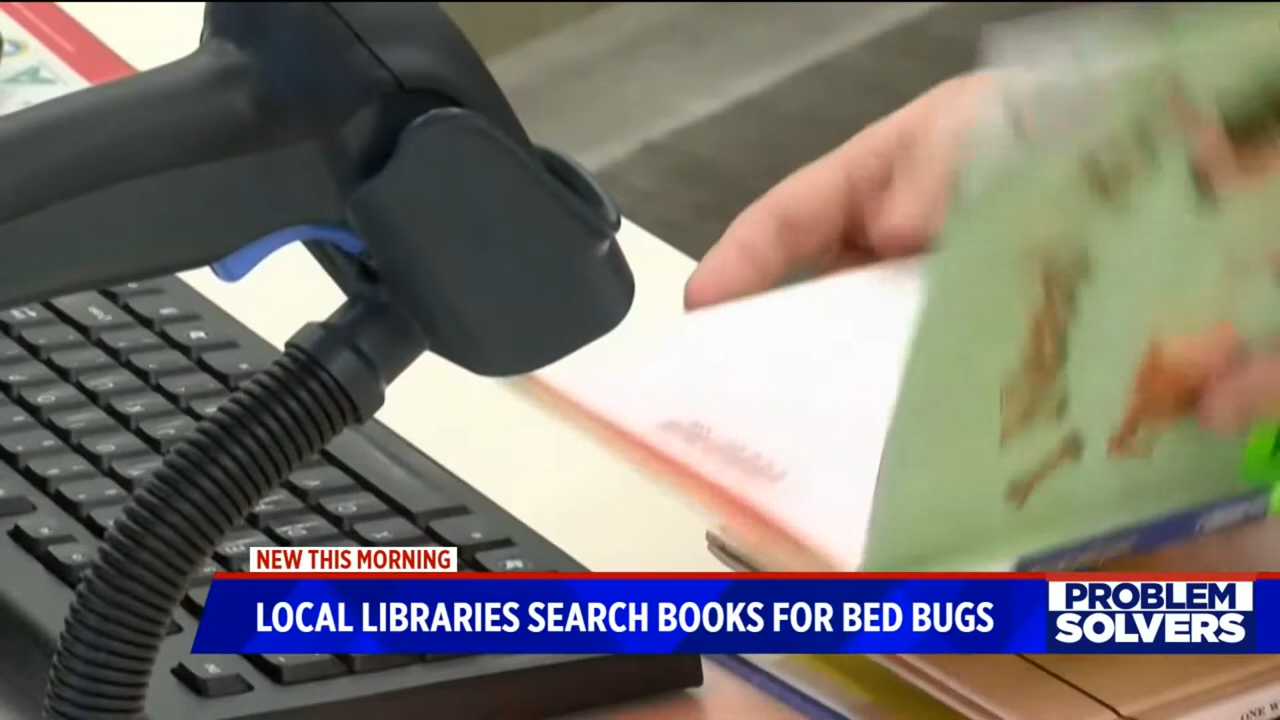 NEW THIS MORNING
LOCAL LIBRARIES SEARCH BOOKS FOR BED BUGS
PROBLEM
SOLVERS